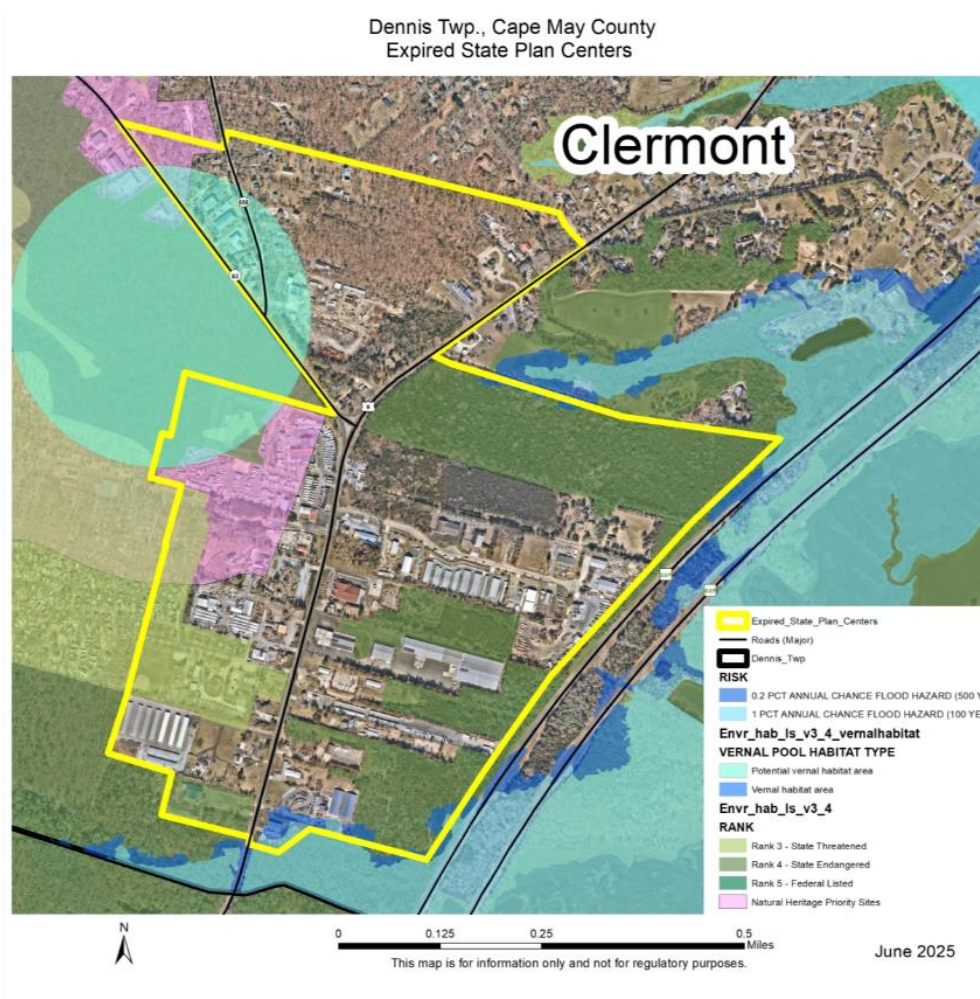 Dennis Twp., Cape May County
Expired State Plan Centers
Clermont
Expired_State_Plan_Centers
Roads (Major)
Dennis_Twp
RISK
0.2 PCT ANNUAL CHANCE FLOOD HAZARD (500 Y
1 PCT ANNUAL CHANCE FLOOD HAZARD (100 YE
Envr_hab_ls_v3_4_vernalhabitat
VERNAL POOL HABITAT TYPE
Potential vernal habitat area
Vernal habitat area
Envr_hab_ls_v3_4
RANK
Rank 3 - State Threatened
Rank 4 - State Endangered
Rank 5 - Federal Listed
Natural Heritage Priority Sites
N
0 0.125 0.25 0.5
Miles
This map is for information only and not for regulatory purposes.
June 2025